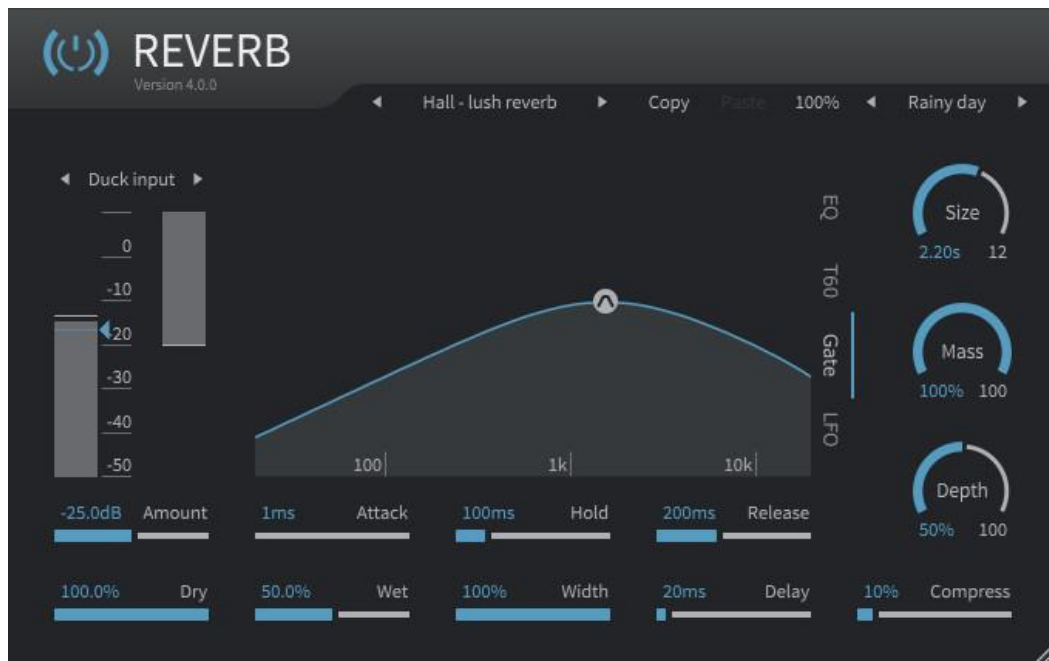 REVERB
Version 4.0.0
Hall - lush reverb Copy Paste 100% Rainy day
Duck input
0
-10
-20
-30
-40
-50
100 1k 10k
EQ
T60
Gate
LFO
Size
2.20s 12
Mass
100% 100
Depth
50% 100
-25.0dB Amount 1ms Attack 100ms Hold 200ms Release
100.0% Dry 50.0% Wet 100% Width 20ms Delay 10% Compress